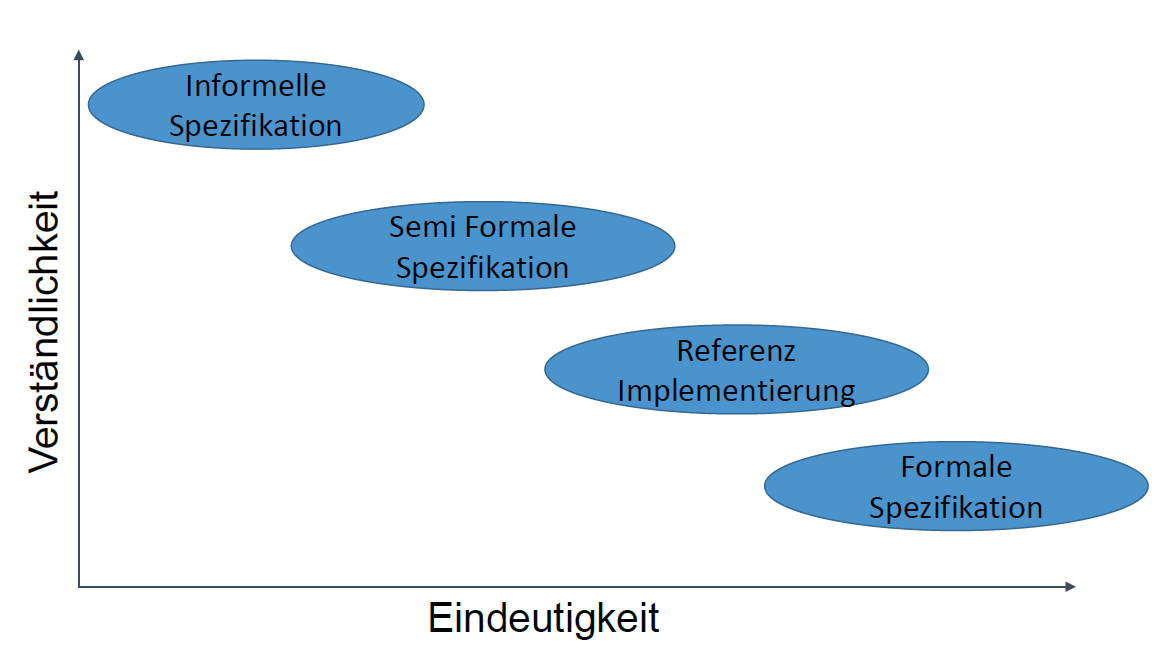 Informelle
Spezifikation
Semi Formale
Spezifikation
Referenz
Implementierung
Formale
Spezifikation
Verständlichkeit
Eindeutigkeit